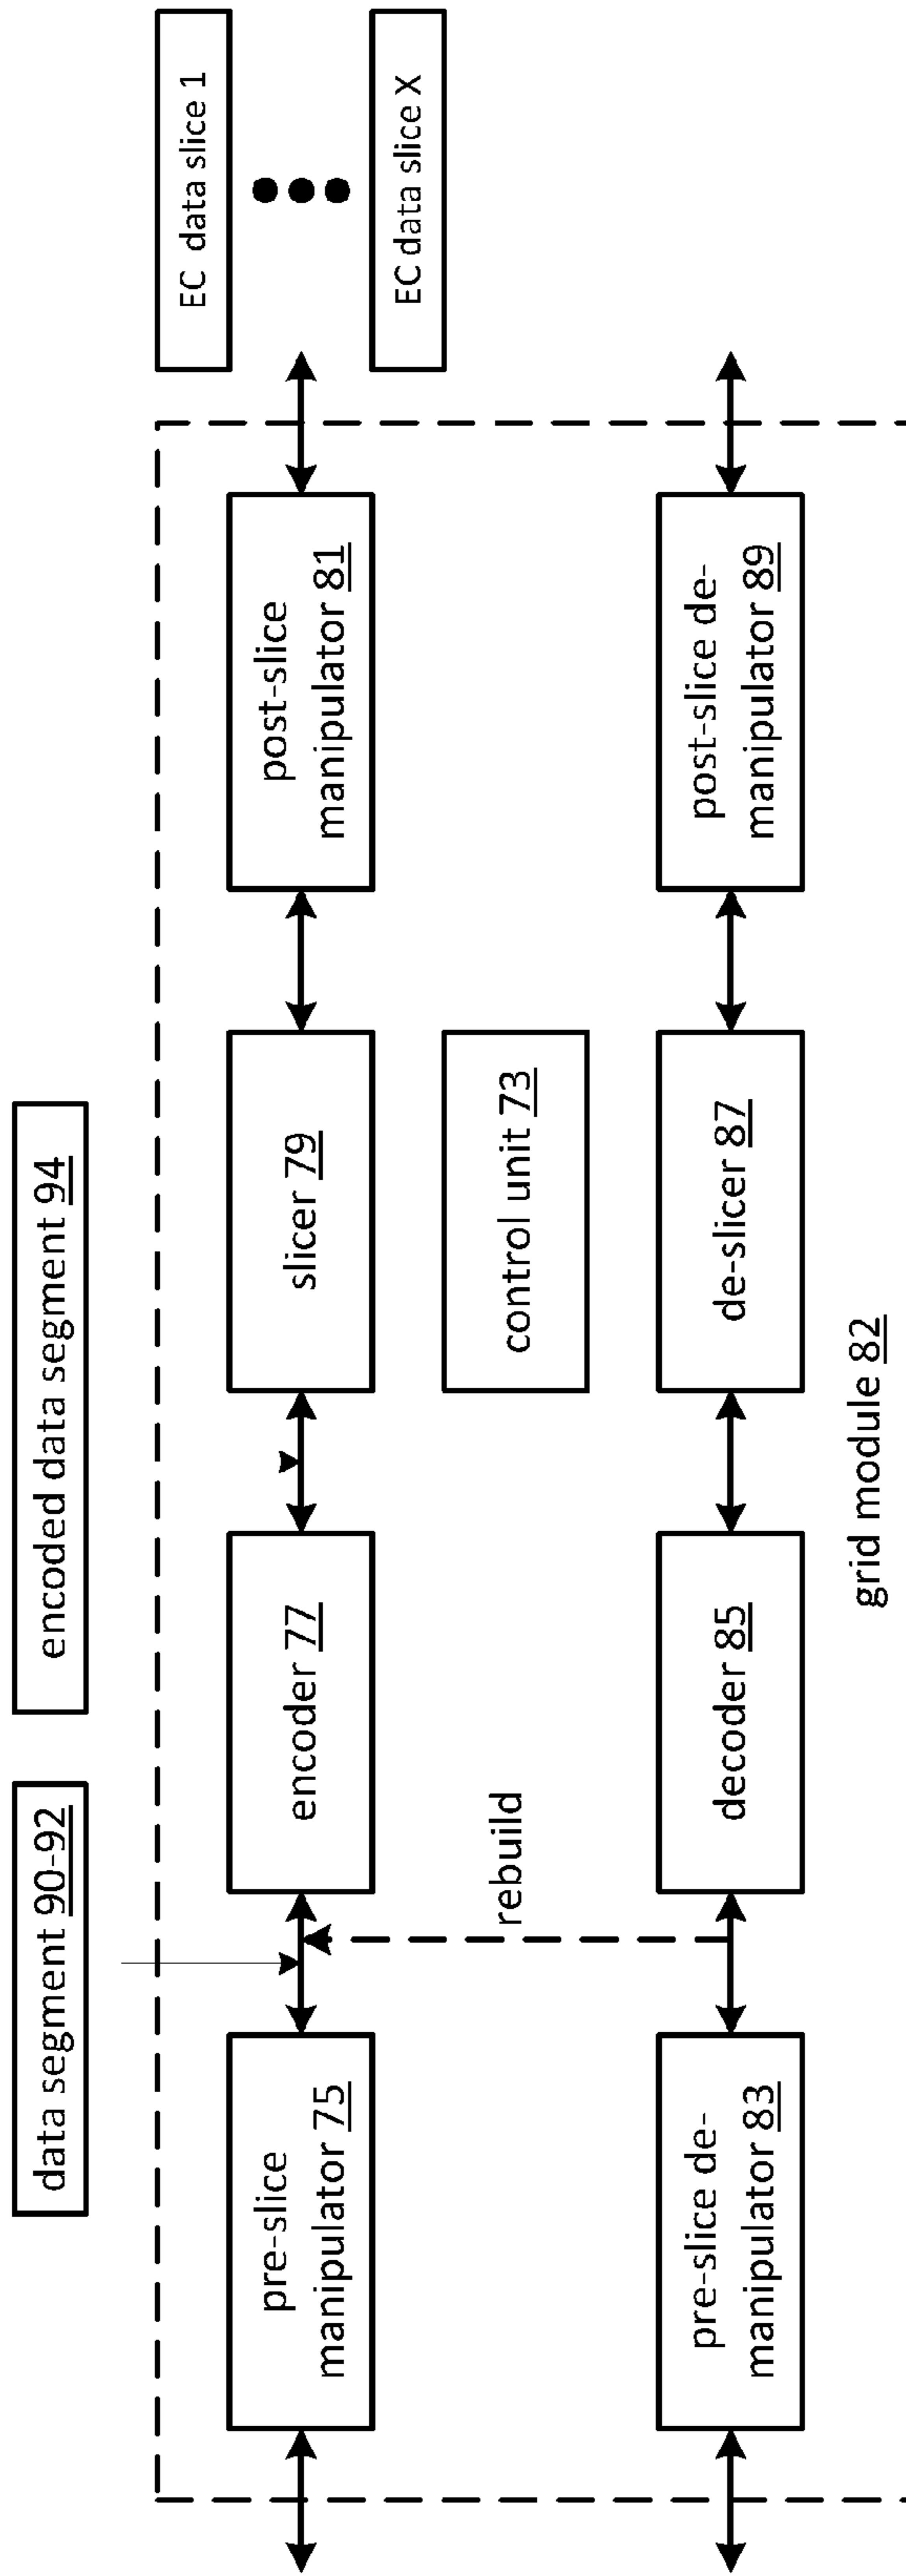 data segment 90-92
encoded data segment 94
EC data slice 1
EC data slice X
pre-slice
manipulator 75
encoder 77
slicer 79
post-slice
manipulator 81
rebuild
control unit 73
pre-slice de-
manipulator 83
decoder 85
de-slicer 87
post-slice de-
manipulator 89
grid module 82